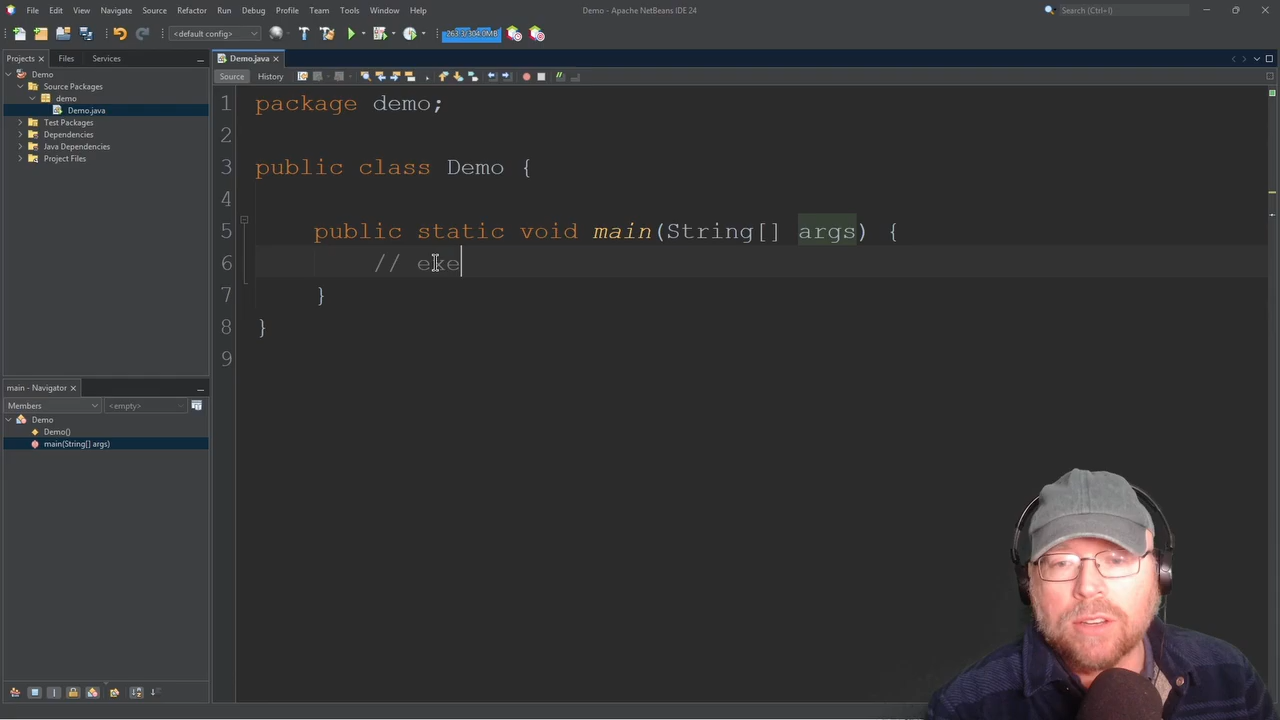 File Edit View Navigate Source Refactor Run Debug Profile Team Tools Window Help
Demo - Apache NetBeans IDE 24
Search (Ctrl+I)
<default config>
263.3/304.0MB
Projects Files Services
Demo
Source Packages
demo
Demo.java
Test Packages
Dependencies
Java Dependencies
Project Files
main - Navigator
Members <empty>
Demo
Demo()
main(String[] args)
Demo.java
Source History
1 package demo;
2
3 public class Demo {
4
5 public static void main(String[] args) {
6 // exe
7 }
8 }
9